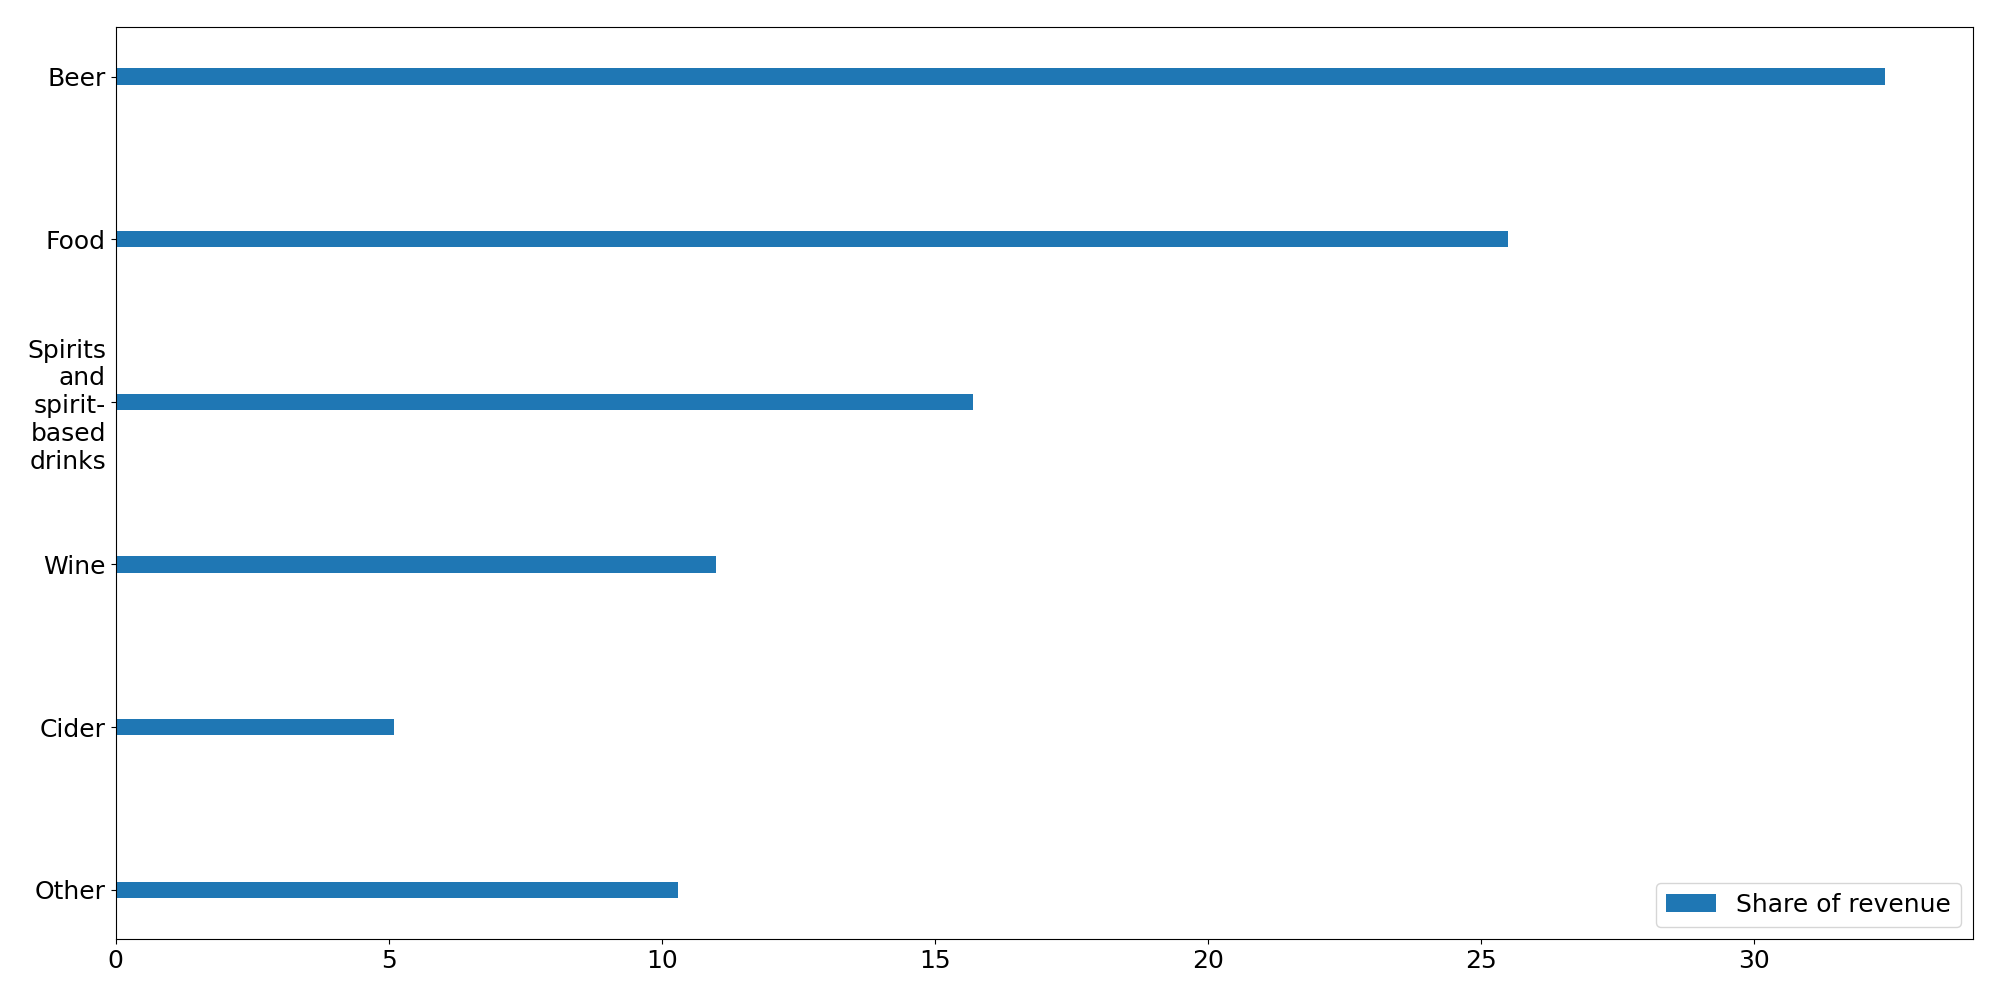 Beer
Food
Spirits
and
spirit-
based
drinks
Wine
Cider
Other
Share of revenue
0 5 10 15 20 25 30